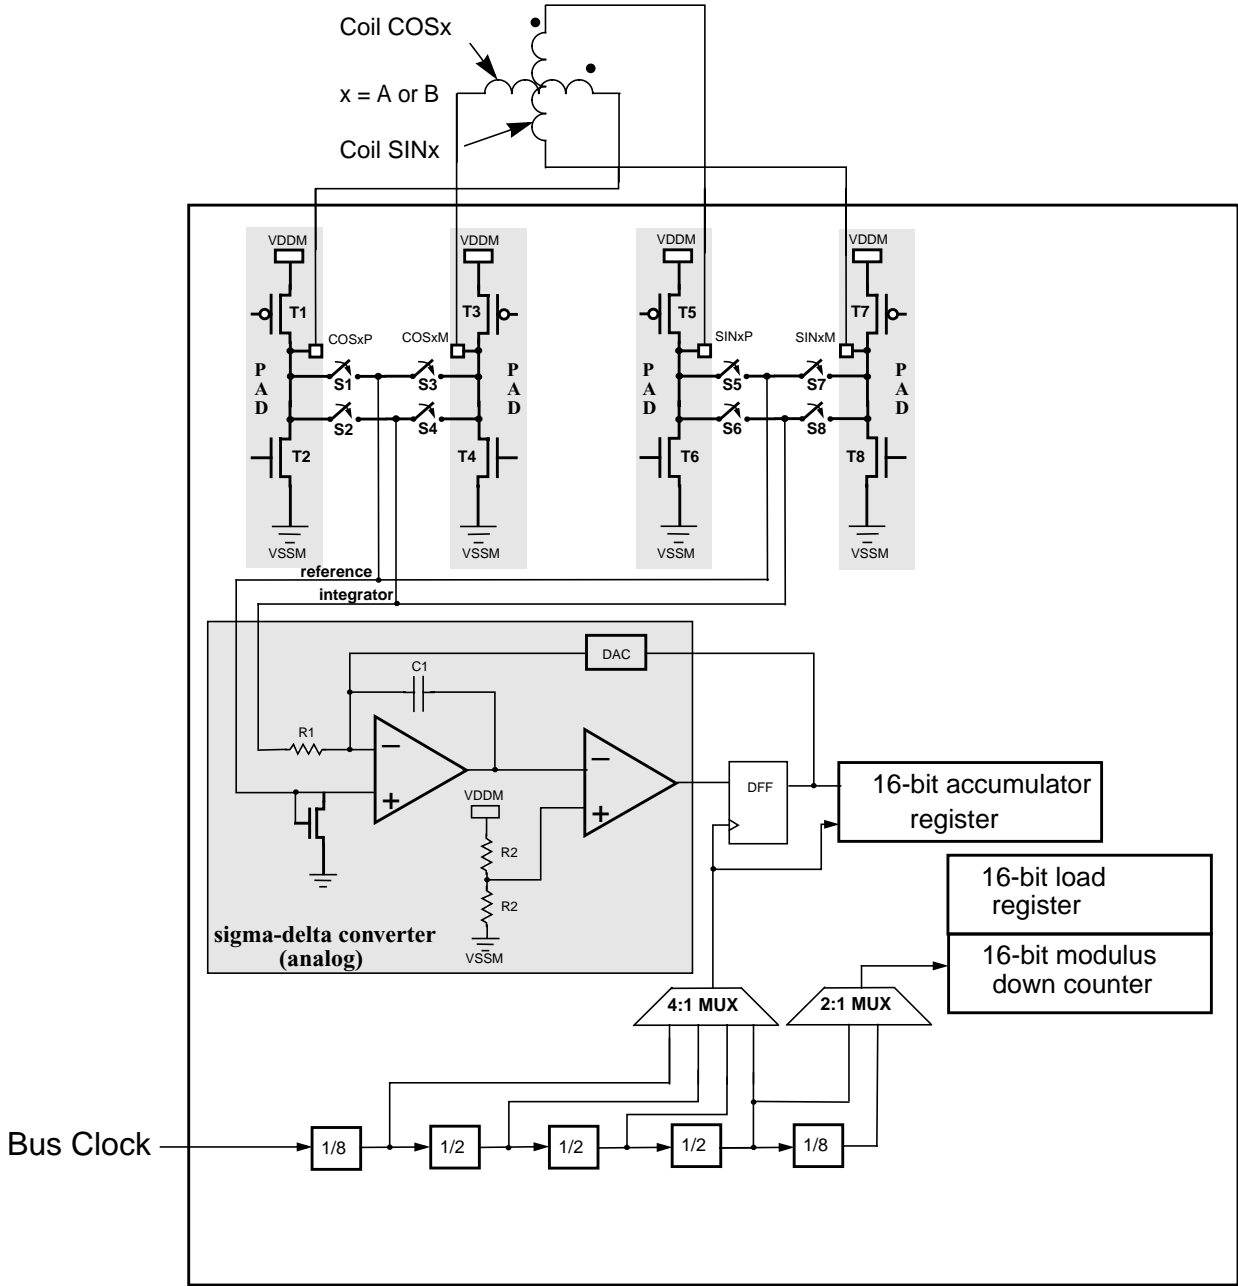 Coil COSx
x = A or B
Coil SINx
VDDM
VDDM
VDDM
VDDM
T1
T3
T5
T7
COSxP
COSxM
SINxP
SINxM
P
A
D
P
A
D
P
A
D
P
A
D
S1
S3
S5
S7
S2
S4
S6
S8
T2
T4
T6
T8
VSSM
VSSM
VSSM
VSSM
reference
integrator
DAC
C1
R1
VDDM
R2
R2
VSSM
DFF
16-bit accumulator
register
16-bit load
register
16-bit modulus
down counter
sigma-delta converter
(analog)
4:1 MUX
2:1 MUX
Bus Clock
1/8
1/2
1/2
1/2
1/8